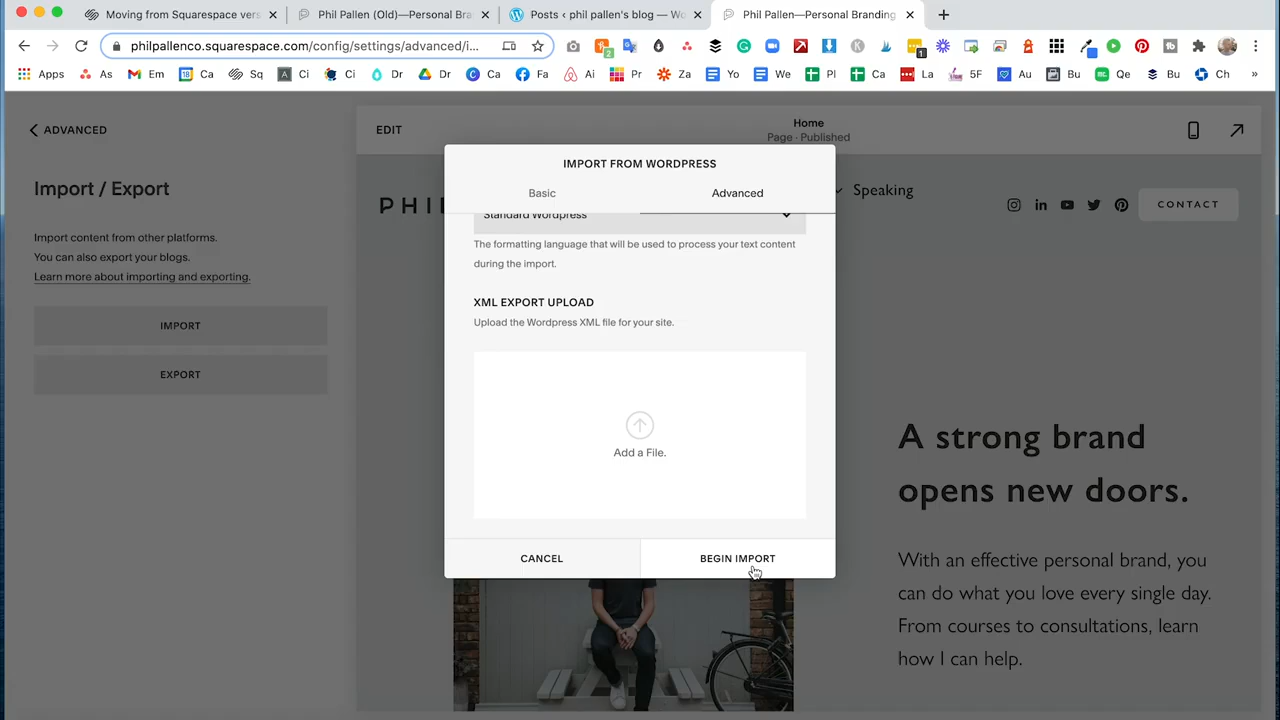 Moving from Squarespace vers
Phil Pallen (Old)—Personal Bra
Posts ‹ phil pallen's blog — Wo
Phil Pallen—Personal Branding
philpallenco.squarespace.com/config/settings/advanced/i...
Apps As Em Ca Sq Ci Ci Dr Dr Ca Fa Ai Pr Za Yo We Pl Ca La 5F Au Bu Qe Bu Ch »
ADVANCED
EDIT
Home
Page · Published
Import / Export
Import content from other platforms.
You can also export your blogs.
Learn more about importing and exporting.
IMPORT
EXPORT
PHIL
Speaking
CONTACT
IMPORT FROM WORDPRESS
Basic
Advanced
Standard Wordpress
The formatting language that will be used to process your text content
during the import.
XML EXPORT UPLOAD
Upload the Wordpress XML file for your site.
Add a File.
CANCEL
BEGIN IMPORT
A strong brand
opens new doors.
With an effective personal brand, you
can do what you love every single day.
From courses to consultations, learn
how I can help.